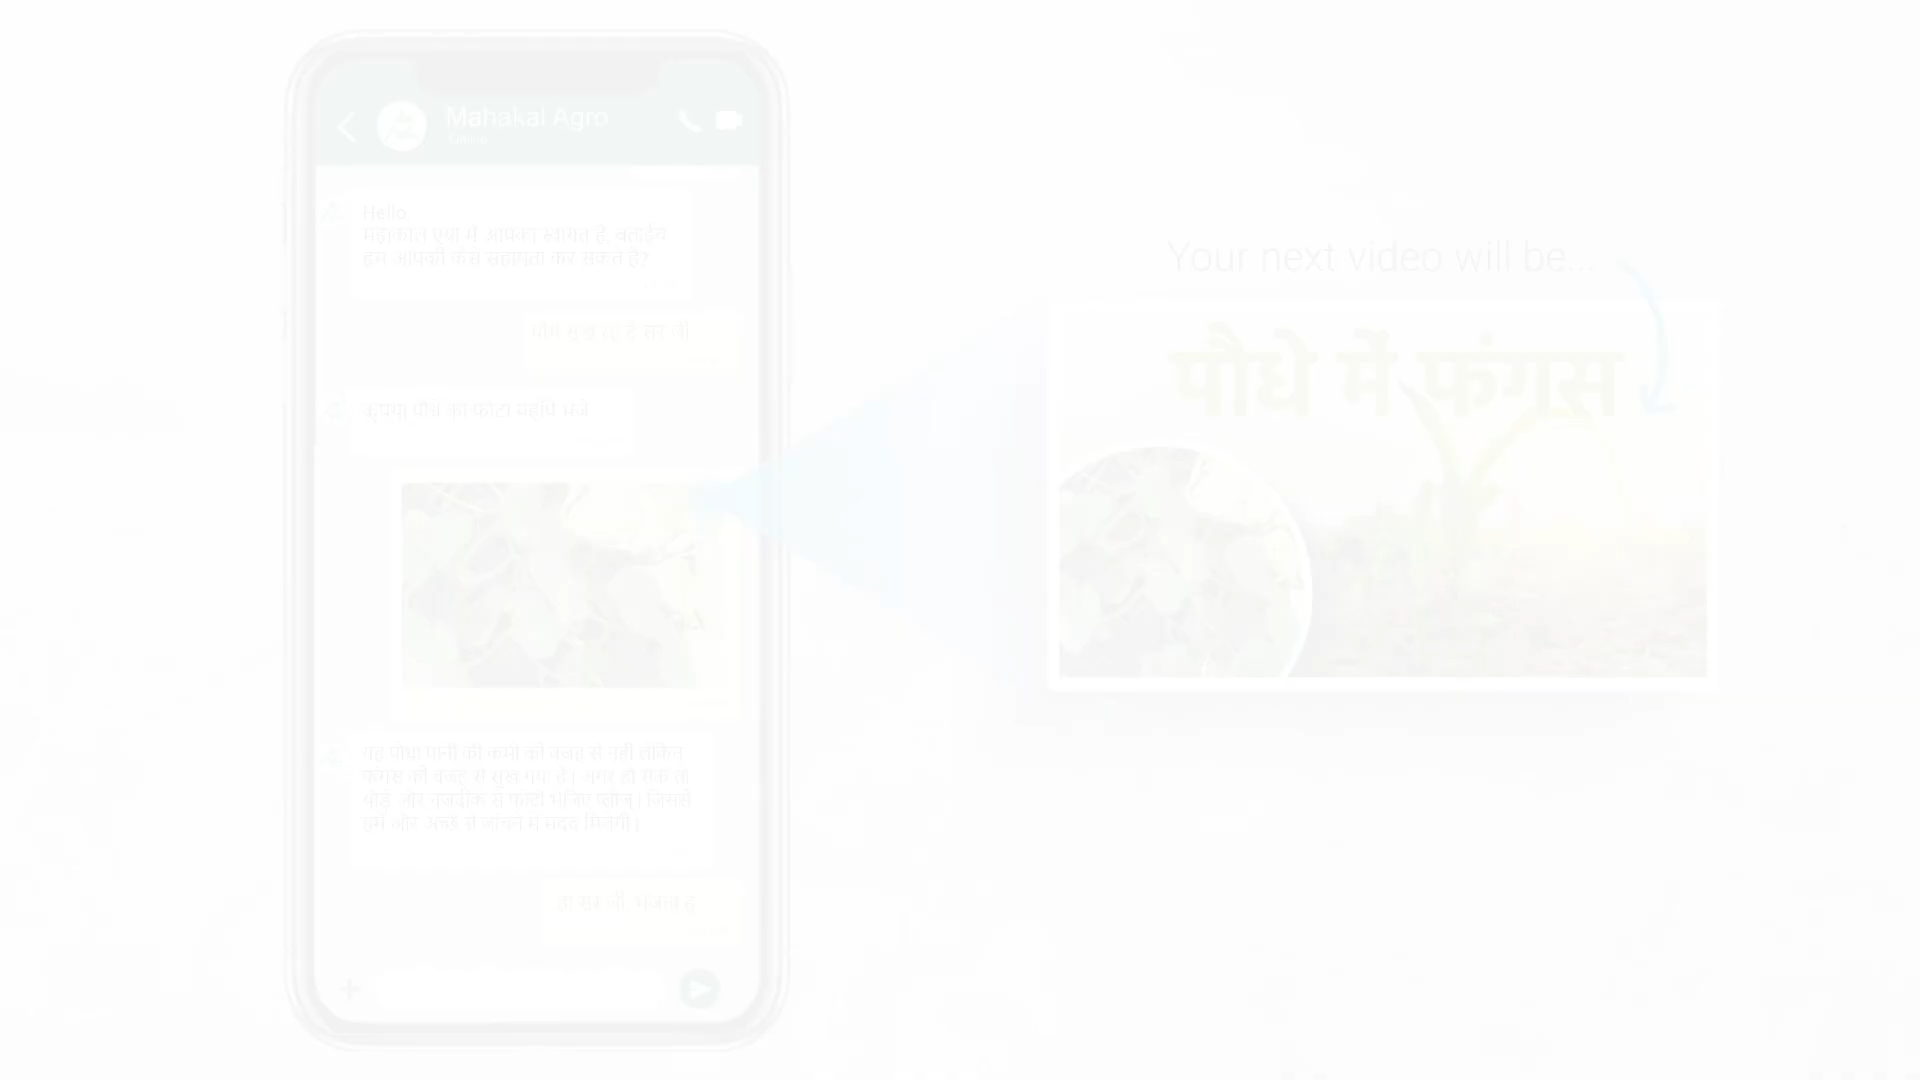 Mahakal Agro
Online
Hello,
महाकाल एग्रो में आपका स्वागत है, बताईये
हम आपकी कैसे सहायता कर सकते है?
पौधे सुख रहे है सर जी
कृपया पौधे का फोटो यहाँपे भेजे
यह पौधा पानी की कमी की वजह से नहीं लेकिन
फंगस की वजह से सुख गया है। अगर हो सके तो
थोड़े और नजदीक से फोटो भेजिए प्लीज्। जिससे
हमें और अच्छे से जांचने में मदद मिलेगी।
हा सर जी, भेजता हु
Your next video will be...
पौधे में फंगस